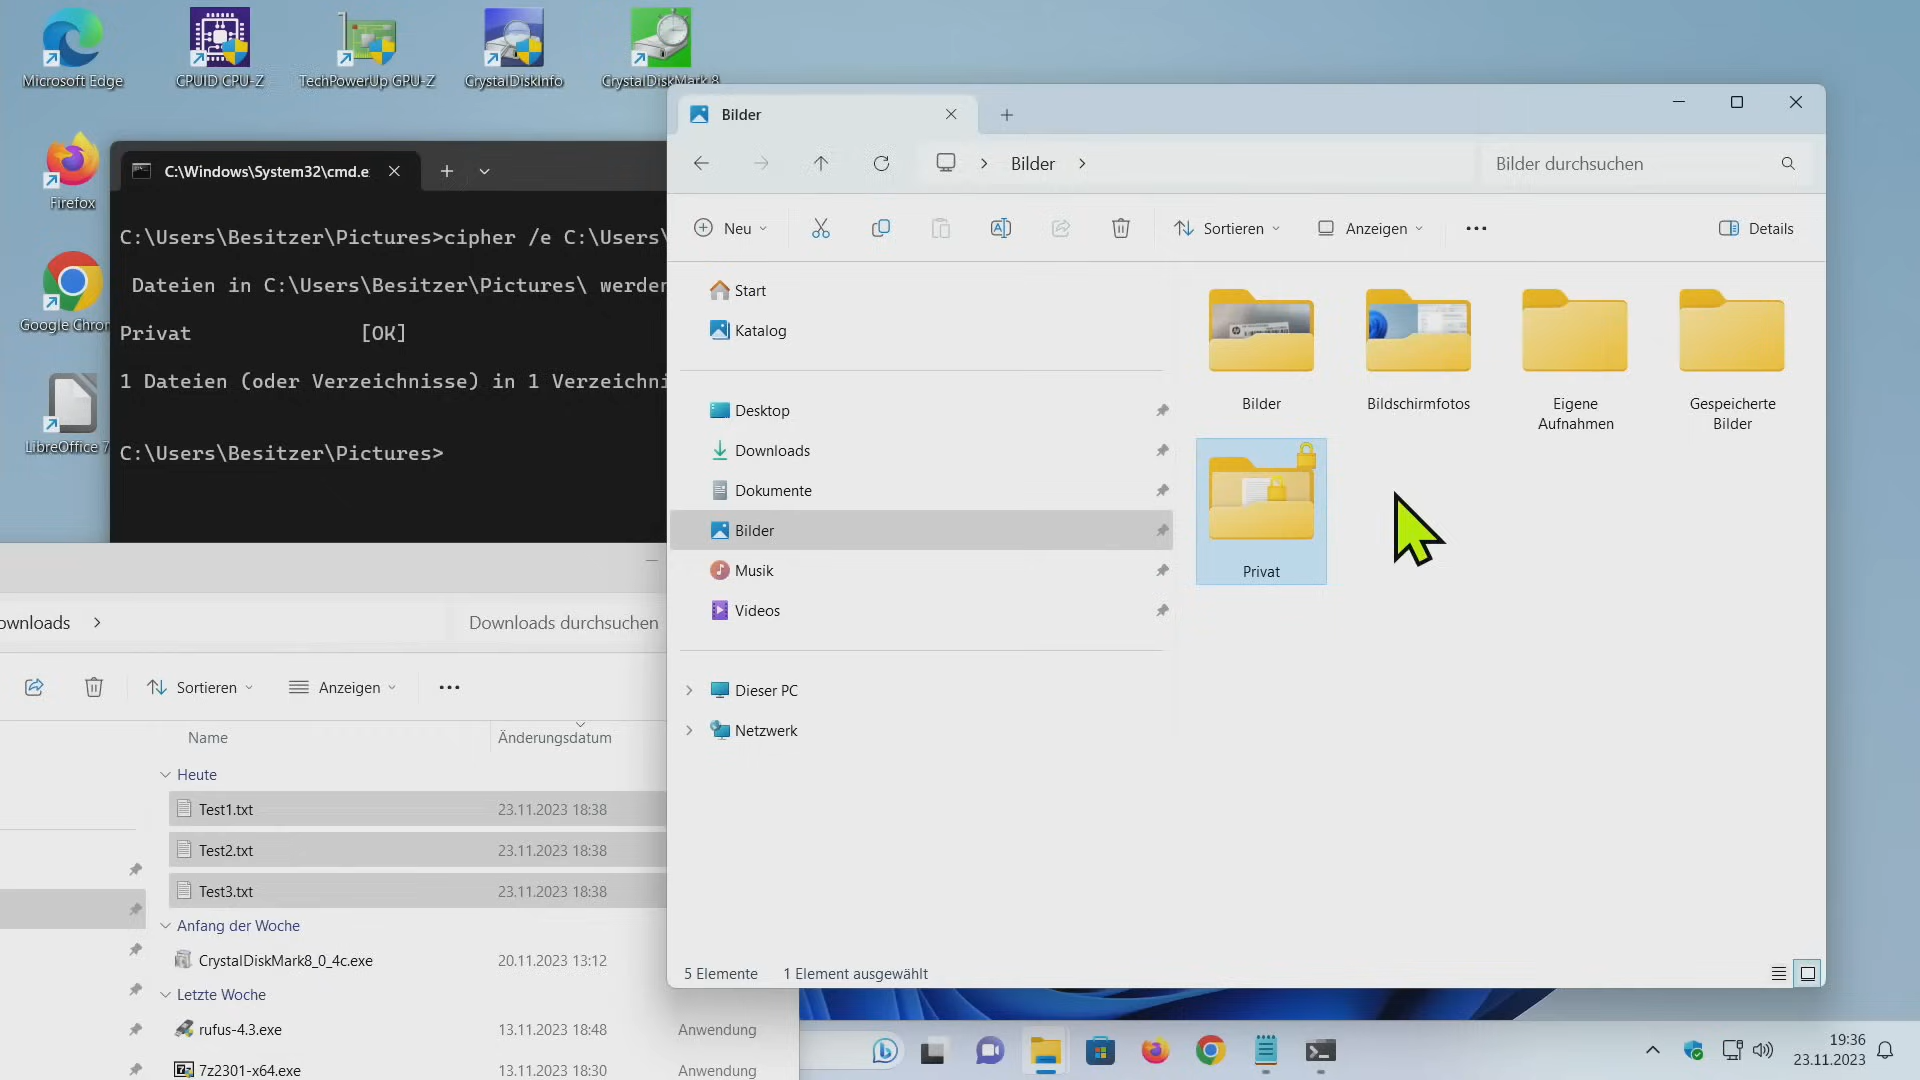 Microsoft Edge
CPUID CPU-Z
TechPowerUp GPU-Z
CrystalDiskInfo
CrystalDiskMark 8
Firefox
Google Chrom
LibreOffice 7
C:\Windows\System32\cmd.e
C:\Users\Besitzer\Pictures>cipher /e C:\Users\
Dateien in C:\Users\Besitzer\Pictures\ werden
Privat [OK]
1 Dateien (oder Verzeichnisse) in 1 Verzeichni
C:\Users\Besitzer\Pictures>
Bilder
Bilder
Bilder durchsuchen
Neu
Sortieren
Anzeigen
Details
Start
Katalog
Desktop
Downloads
Dokumente
Bilder
Musik
Videos
Dieser PC
Netzwerk
Bilder
Bildschirmfotos
Eigene
Aufnahmen
Gespeicherte
Bilder
Privat
5 Elemente 1 Element ausgewählt
ownloads
Downloads durchsuchen
Sortieren
Anzeigen
Name Änderungsdatum
Heute
Test1.txt 23.11.2023 18:38
Test2.txt 23.11.2023 18:38
Test3.txt 23.11.2023 18:38
Anfang der Woche
CrystalDiskMark8_0_4c.exe 20.11.2023 13:12
Letzte Woche
rufus-4.3.exe 13.11.2023 18:48 Anwendung
7z2301-x64.exe 13.11.2023 18:30 Anwendung
19:36
23.11.2023